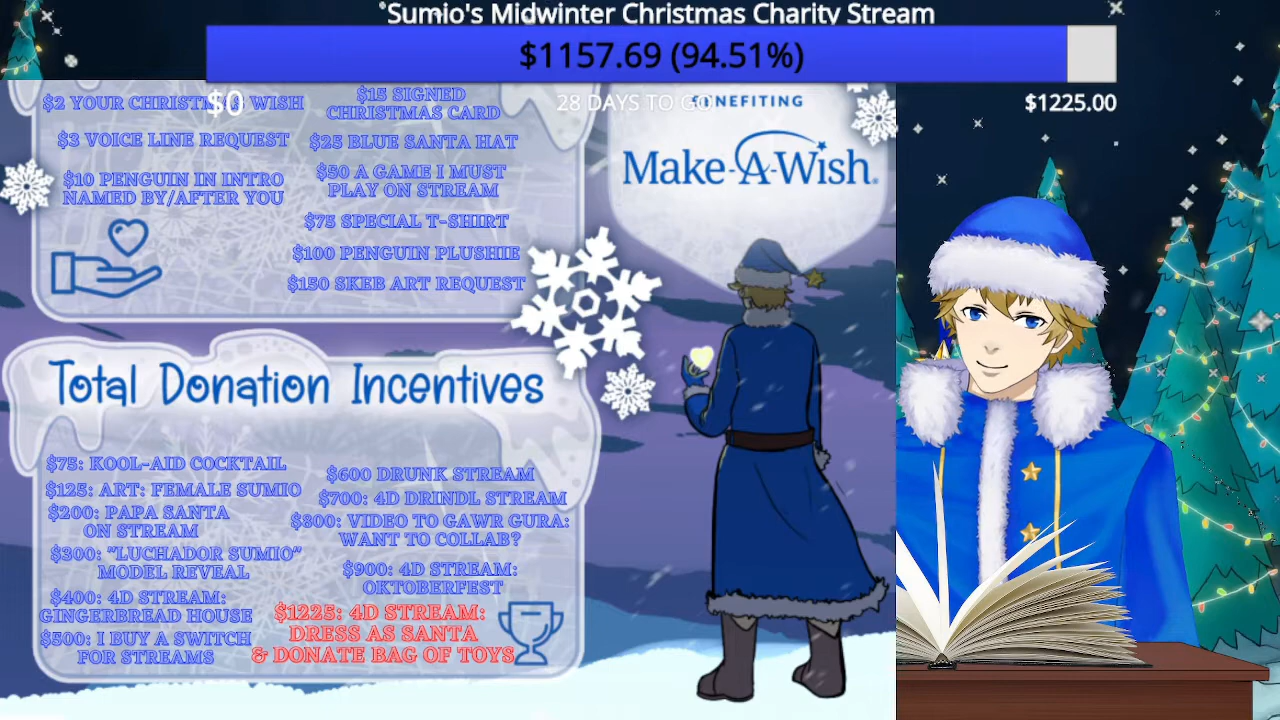 Sumio's Midwinter Christmas Charity Stream
$1157.69 (94.51%)
$0
28 DAYS TO GO
$1225.00
$2 YOUR CHRISTMAS WISH
$3 VOICE LINE REQUEST
$10 PENGUIN IN INTRO
NAMED BY/AFTER YOU
$15 SIGNED
CHRISTMAS CARD
$25 BLUE SANTA HAT
$50 A GAME I MUST
PLAY ON STREAM
$75 SPECIAL T-SHIRT
$100 PENGUIN PLUSHIE
$150 SKEB ART REQUEST
BENEFITING
Make-A-Wish.
Total Donation Incentives
$75: KOOL-AID COCKTAIL
$125: ART: FEMALE SUMIO
$200: PAPA SANTA
ON STREAM
$300: "LUCHADOR SUMIO"
MODEL REVEAL
$400: 4D STREAM:
GINGERBREAD HOUSE
$500: I BUY A SWITCH
FOR STREAMS
$600 DRUNK STREAM
$700: 4D DRINDL STREAM
$800: VIDEO TO GAWR GURA:
WANT TO COLLAB?
$900: 4D STREAM:
OKTOBERFEST
$1225: 4D STREAM:
DRESS AS SANTA
& DONATE BAG OF TOYS